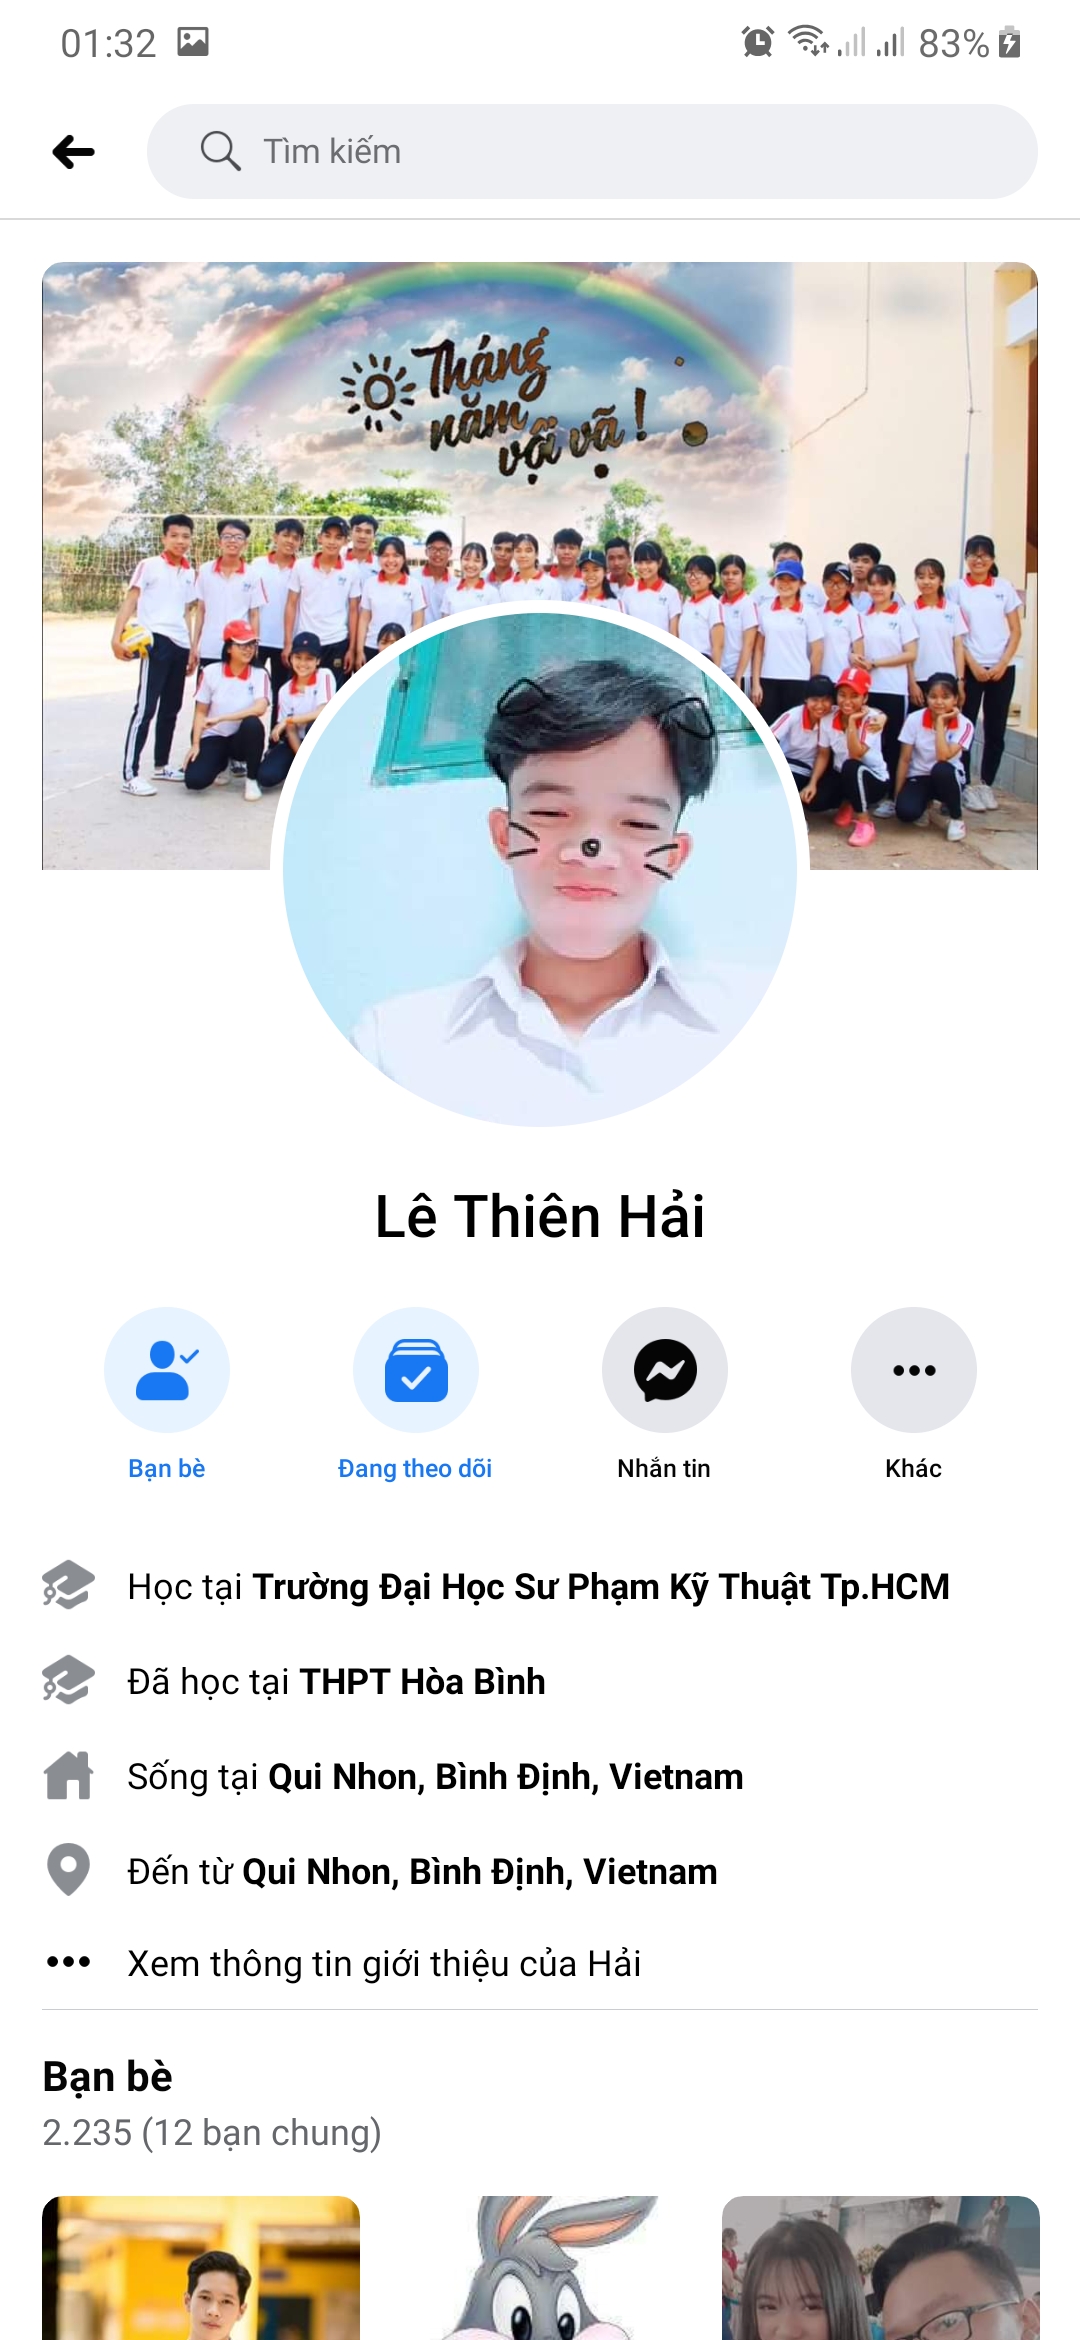 01:32
83%
Tìm kiếm
Tháng
năm
vội vã !
Lê Thiên Hải
Bạn bè
Đang theo dõi
Nhắn tin
Khác
Học tại Trường Đại Học Sư Phạm Kỹ Thuật Tp.HCM
Đã học tại THPT Hòa Bình
Sống tại Qui Nhon, Bình Định, Vietnam
Đến từ Qui Nhon, Bình Định, Vietnam
Xem thông tin giới thiệu của Hải
Bạn bè
2.235 (12 bạn chung)